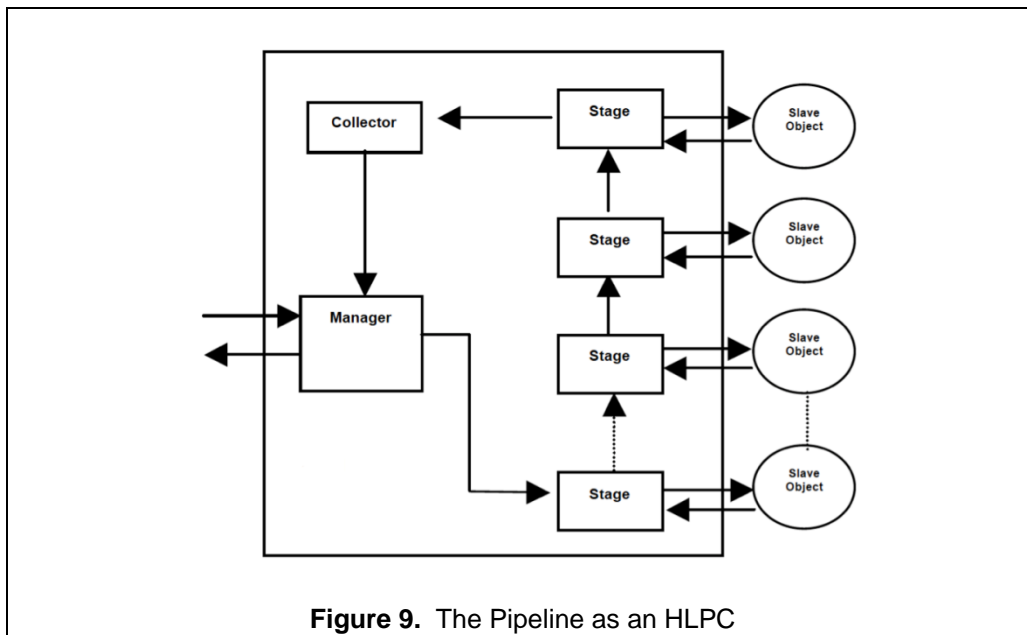 Collector
Stage
Slave
Object
Stage
Slave
Object
Manager
Stage
Slave
Object
Stage
Slave
Object
Figure 9. The Pipeline as an HLPC